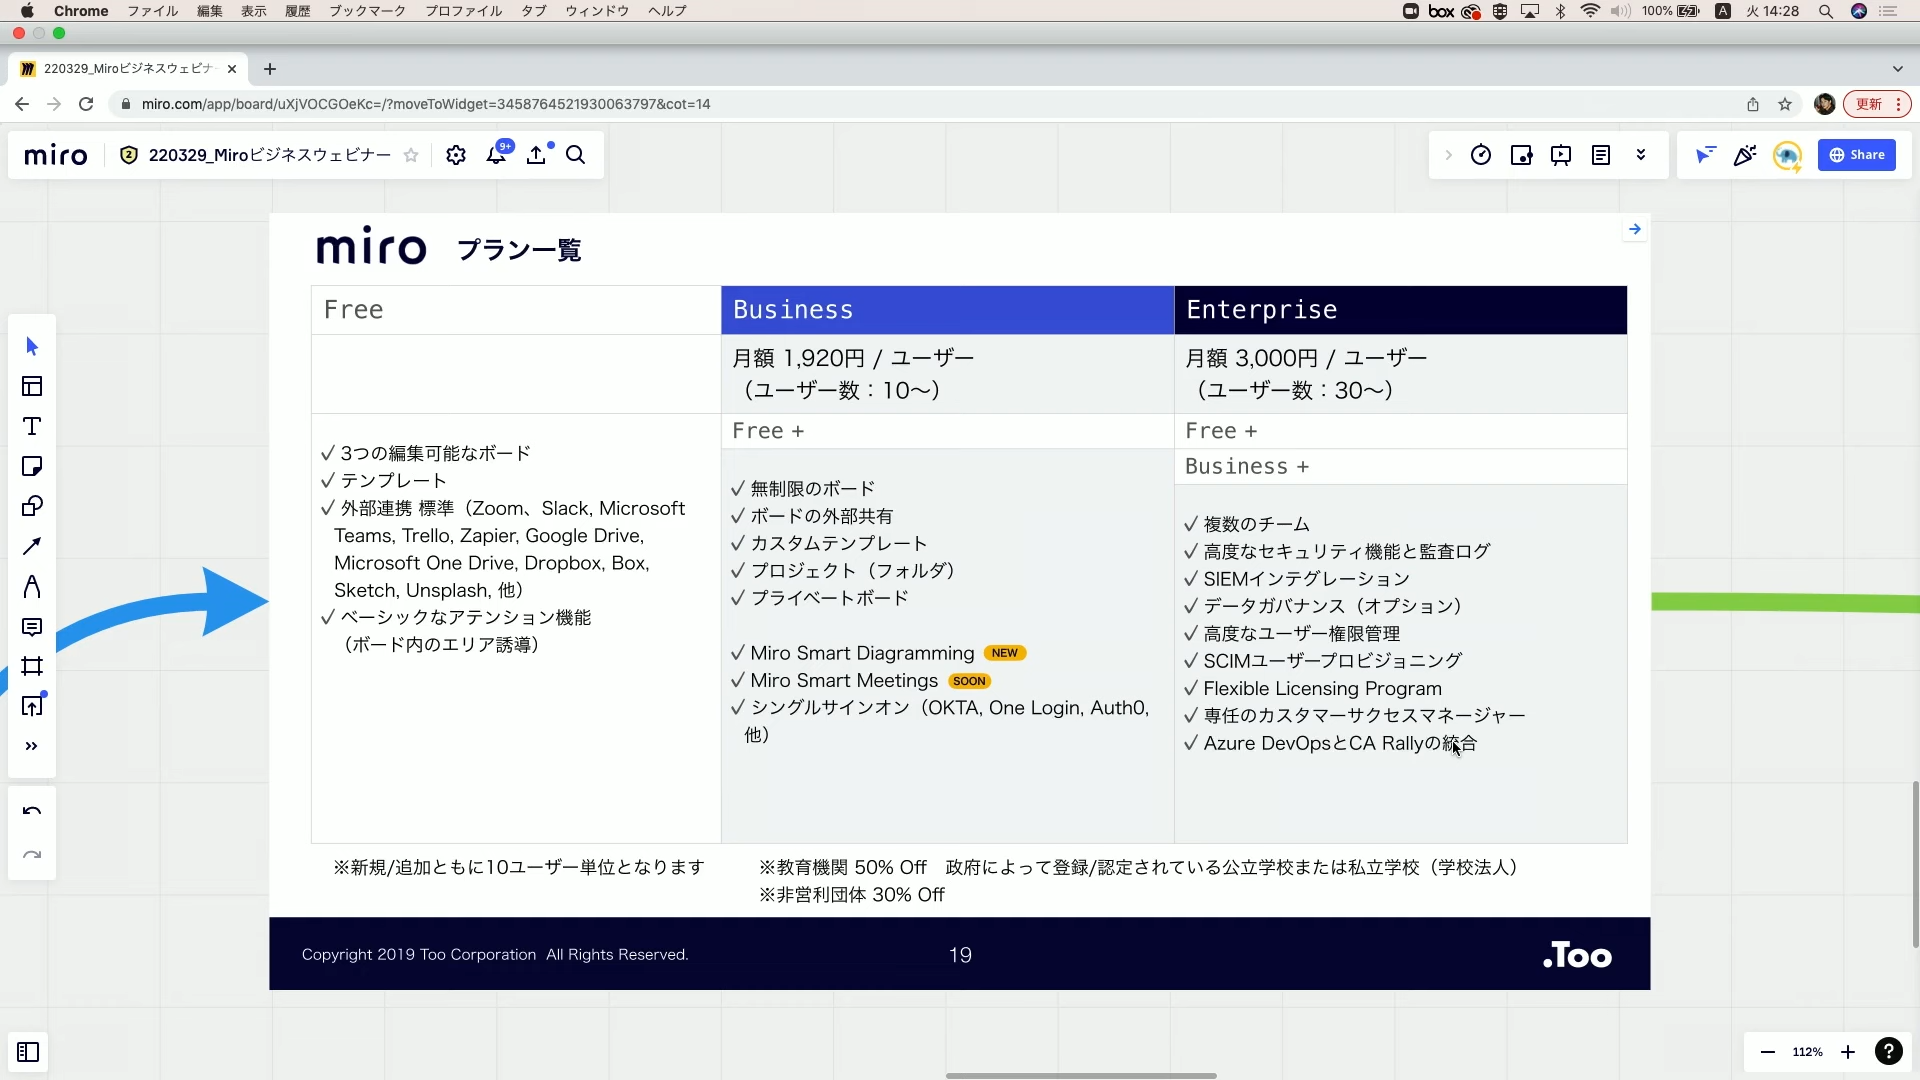 Chrome ファイル 編集 表示 履歴 ブックマーク プロファイル タブ ウィンドウ ヘルプ box 100% A 火 14:28
220329_Miroビジネスウェビナー
miro.com/app/board/uXjVOCGOeKc=/?moveToWidget=3458764521930063797&cot=14 更新
miro 2 220329_Miroビジネスウェビナー 9+ Share
miro プラン一覧
Free Business Enterprise
月額 1,920円 / ユーザー
（ユーザー数：10〜）
月額 3,000円 / ユーザー
（ユーザー数：30〜）
✓ 3つの編集可能なボード
✓ テンプレート
✓ 外部連携 標準（Zoom、Slack, Microsoft
Teams, Trello, Zapier, Google Drive,
Microsoft One Drive, Dropbox, Box,
Sketch, Unsplash, 他）
✓ ベーシックなアテンション機能
（ボード内のエリア誘導）
Free +
✓ 無制限のボード
✓ ボードの外部共有
✓ カスタムテンプレート
✓ プロジェクト（フォルダ）
✓ プライベートボード
✓ Miro Smart Diagramming NEW
✓ Miro Smart Meetings SOON
✓ シングルサインオン（OKTA, One Login, Auth0,
他）
Free +
Business +
✓ 複数のチーム
✓ 高度なセキュリティ機能と監査ログ
✓ SIEMインテグレーション
✓ データガバナンス（オプション）
✓ 高度なユーザー権限管理
✓ SCIMユーザープロビジョニング
✓ Flexible Licensing Program
✓ 専任のカスタマーサクセスマネージャー
✓ Azure DevOpsとCA Rallyの統合
※新規/追加ともに10ユーザー単位となります
※教育機関 50% Off 政府によって登録/認定されている公立学校または私立学校（学校法人）
※非営利団体 30% Off
Copyright 2019 Too Corporation All Rights Reserved. 19 .Too
112% ?